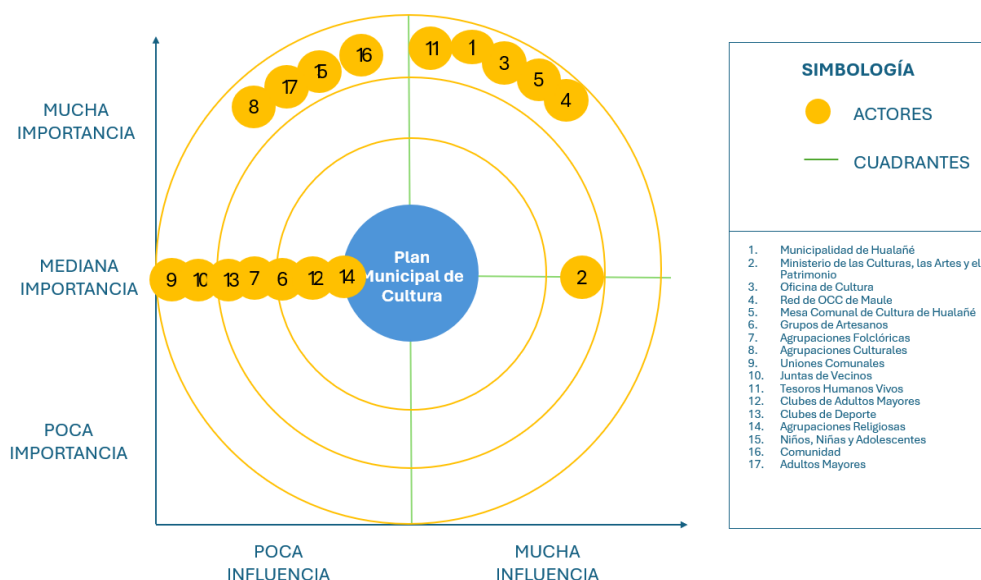 MUCHA
IMPORTANCIA
MEDIANA
IMPORTANCIA
POCA
IMPORTANCIA
16
15
17
8
11
1
3
5
4
9
10
13
7
6
12
14
2
Plan
Municipal de
Cultura
POCA
INFLUENCIA
MUCHA
INFLUENCIA
SIMBOLOGÍA
ACTORES
CUADRANTES
1. Municipalidad de Hualañé
2. Ministerio de las Culturas, las Artes y el
Patrimonio
3. Oficina de Cultura
4. Red de OCC de Maule
5. Mesa Comunal de Cultura de Hualañé
6. Grupos de Artesanos
7. Agrupaciones Folclóricas
8. Agrupaciones Culturales
9. Uniones Comunales
10. Juntas de Vecinos
11. Tesoros Humanos Vivos
12. Clubes de Adultos Mayores
13. Clubes de Deporte
14. Agrupaciones Religiosas
15. Niños, Niñas y Adolescentes
16. Comunidad
17. Adultos Mayores